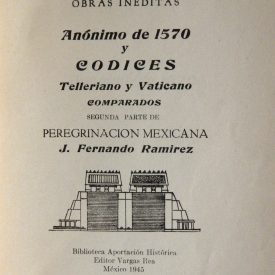 OBRAS INEDITAS
Anónimo de 1570
y
CODICES
Telleriano y Vaticano
COMPARADOS
SEGUNDA PARTE DE
PEREGRINACION MEXICANA
J. Fernando Ramirez
Biblioteca Aportación Histórica
Editor Vargas Rea
México 1945